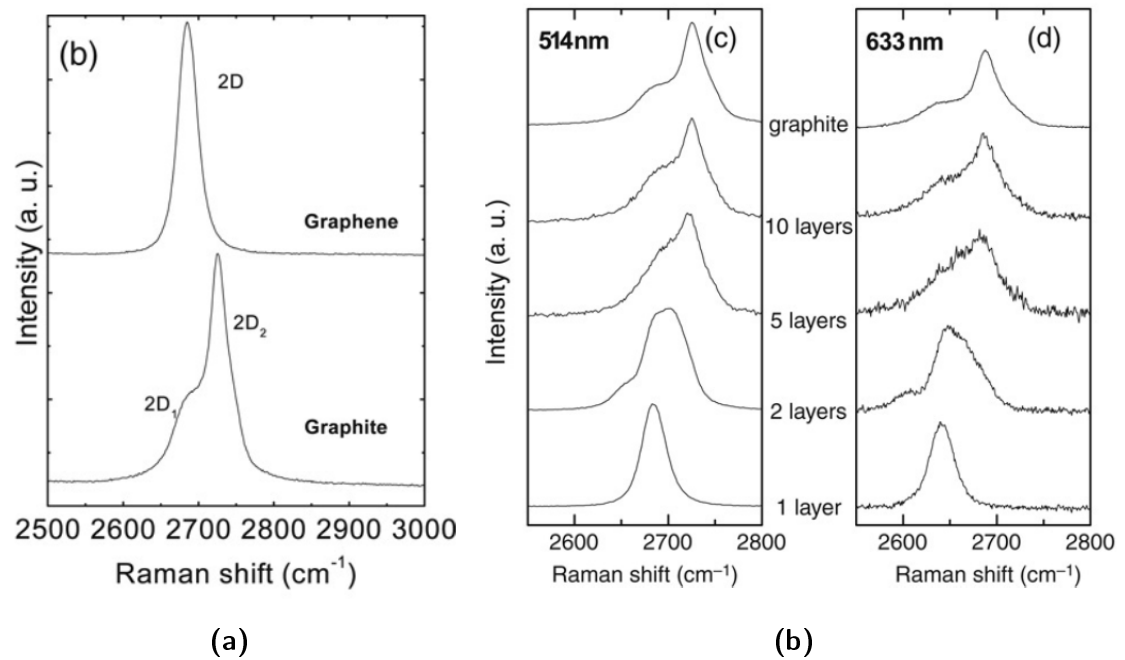 (b)
2D
Graphene
2D₂
2D₁
Graphite
Intensity (a. u.)
2500 2600 2700 2800 2900 3000
Raman shift (cm⁻¹)
(a)
514nm (c)
633nm (d)
graphite
10 layers
5 layers
2 layers
1 layer
Intensity (a. u.)
2600 2700 2800
Raman shift (cm⁻¹)
2600 2700 2800
Raman shift (cm⁻¹)
(b)